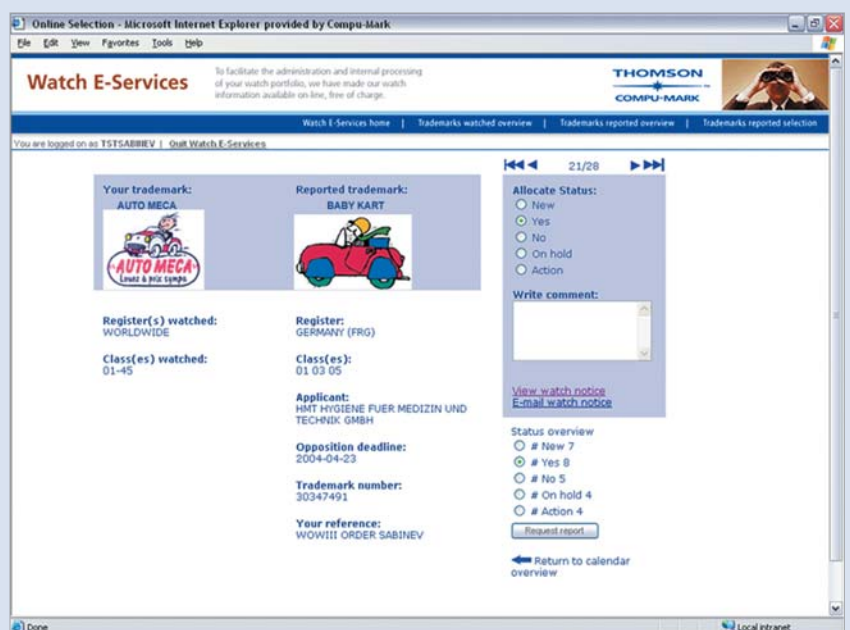 Online Selection - Microsoft Internet Explorer provided by Compu-Mark
File Edit View Favorites Tools Help
Watch E-Services
To facilitate the administration and internal processing
of your watch portfolio, we have made our watch
information available on-line, free of charge.
THOMSON
COMPU-MARK
Watch E-Services home | Trademarks watched overview | Trademarks reported overview | Trademarks reported selection
You are logged on as TSTSABINEV | Quit Watch E-Services
21/28
Your trademark:
AUTO MECA
AUTO MECA
Louez à prix sympa
Reported trademark:
BABY KART
Allocate Status:
New
Yes
No
On hold
Action
Write comment:
View watch notice
E-mail watch notice
Register(s) watched:
WORLDWIDE
Class(es) watched:
01-45
Register:
GERMANY (FRG)
Class(es):
01 03 05
Applicant:
HMT HYGIENE FUER MEDIZIN UND
TECHNIK GMBH
Opposition deadline:
2004-04-23
Trademark number:
30347491
Your reference:
WOWIII ORDER SABINEV
Status overview
# New 7
# Yes 8
# No 5
# On hold 4
# Action 4
Request report
Return to calendar
overview
Done
Local intranet